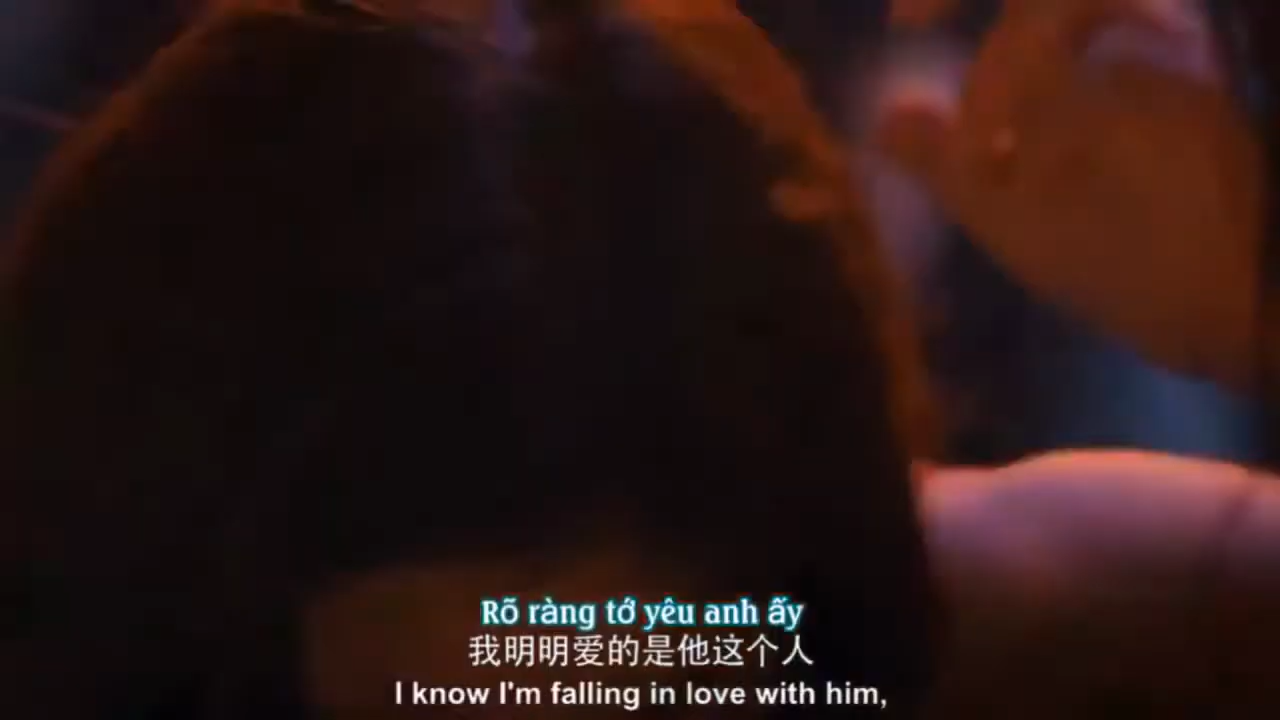 Rõ ràng tớ yêu anh ấy
我明明爱的是他这个人
I know I'm falling in love with him,